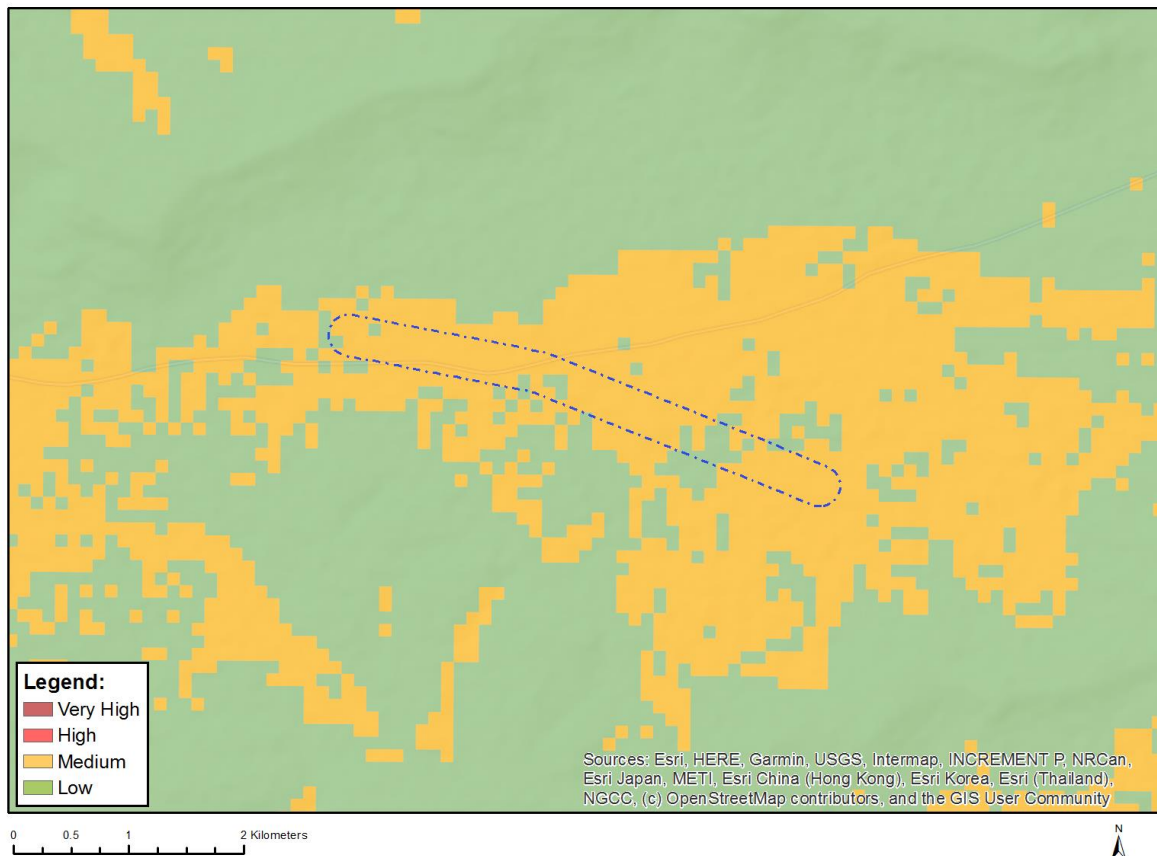 Legend:
Very High
High
Medium
Low
Sources: Esri, HERE, Garmin, USGS, Intermap, INCREMENT P, NRCan,
Esri Japan, METI, Esri China (Hong Kong), Esri Korea, Esri (Thailand),
NGCC, (c) OpenStreetMap contributors, and the GIS User Community
0 0.5 1 2 Kilometers
N